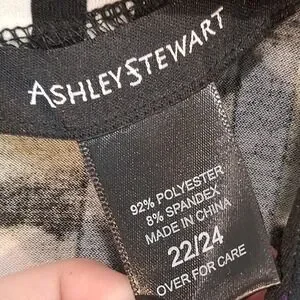 ASHLEY STEWART
92% POLYESTER
8% SPANDEX
MADE IN CHINA
22/24
OVER FOR CARE